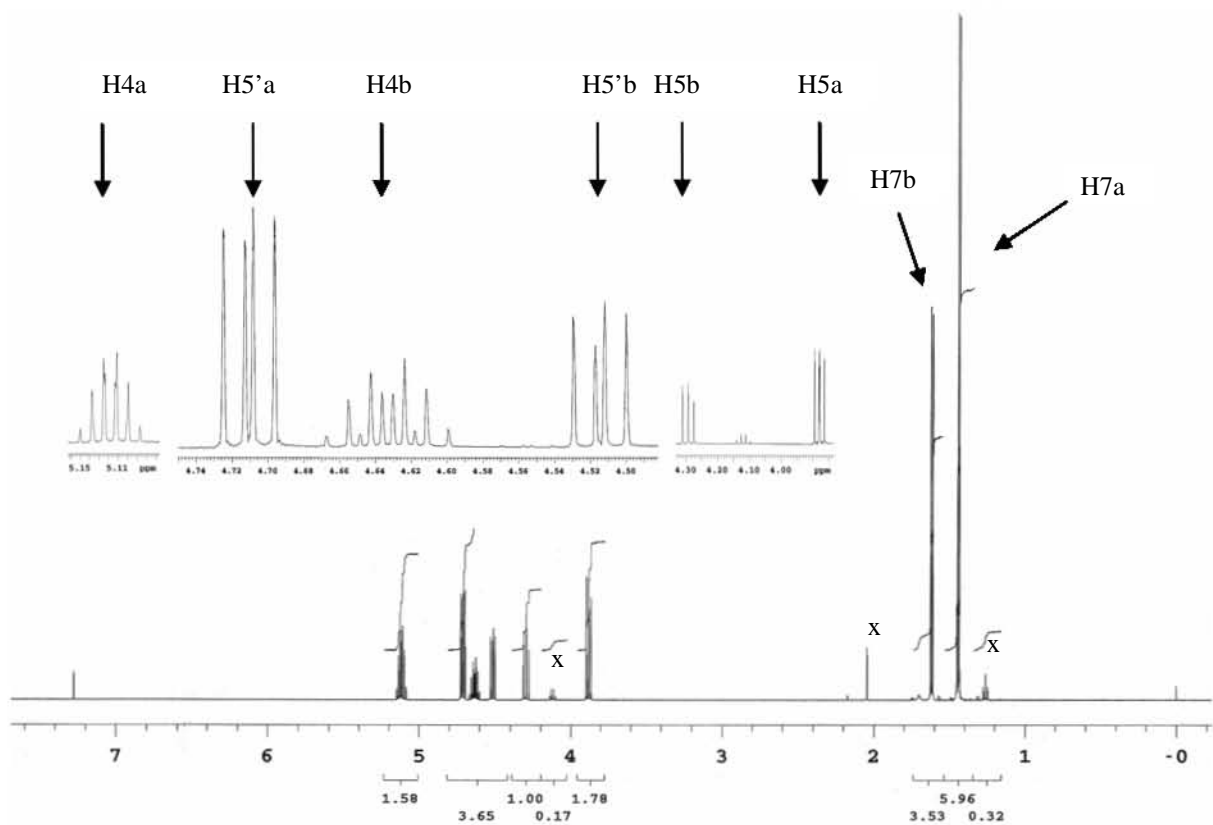 H4a H5’a H4b H5’b H5b H5a
H7b H7a
5.15 5.11 ppm
4.74 4.72 4.70 4.68 4.66 4.64 4.62 4.60 4.58 4.56 4.54 4.52 4.50
4.30 4.20 4.10 4.00 ppm
x x x
7 6 5 4 3 2 1 -0
1.58 1.00 1.78 5.96
3.65 0.17 3.53 0.32